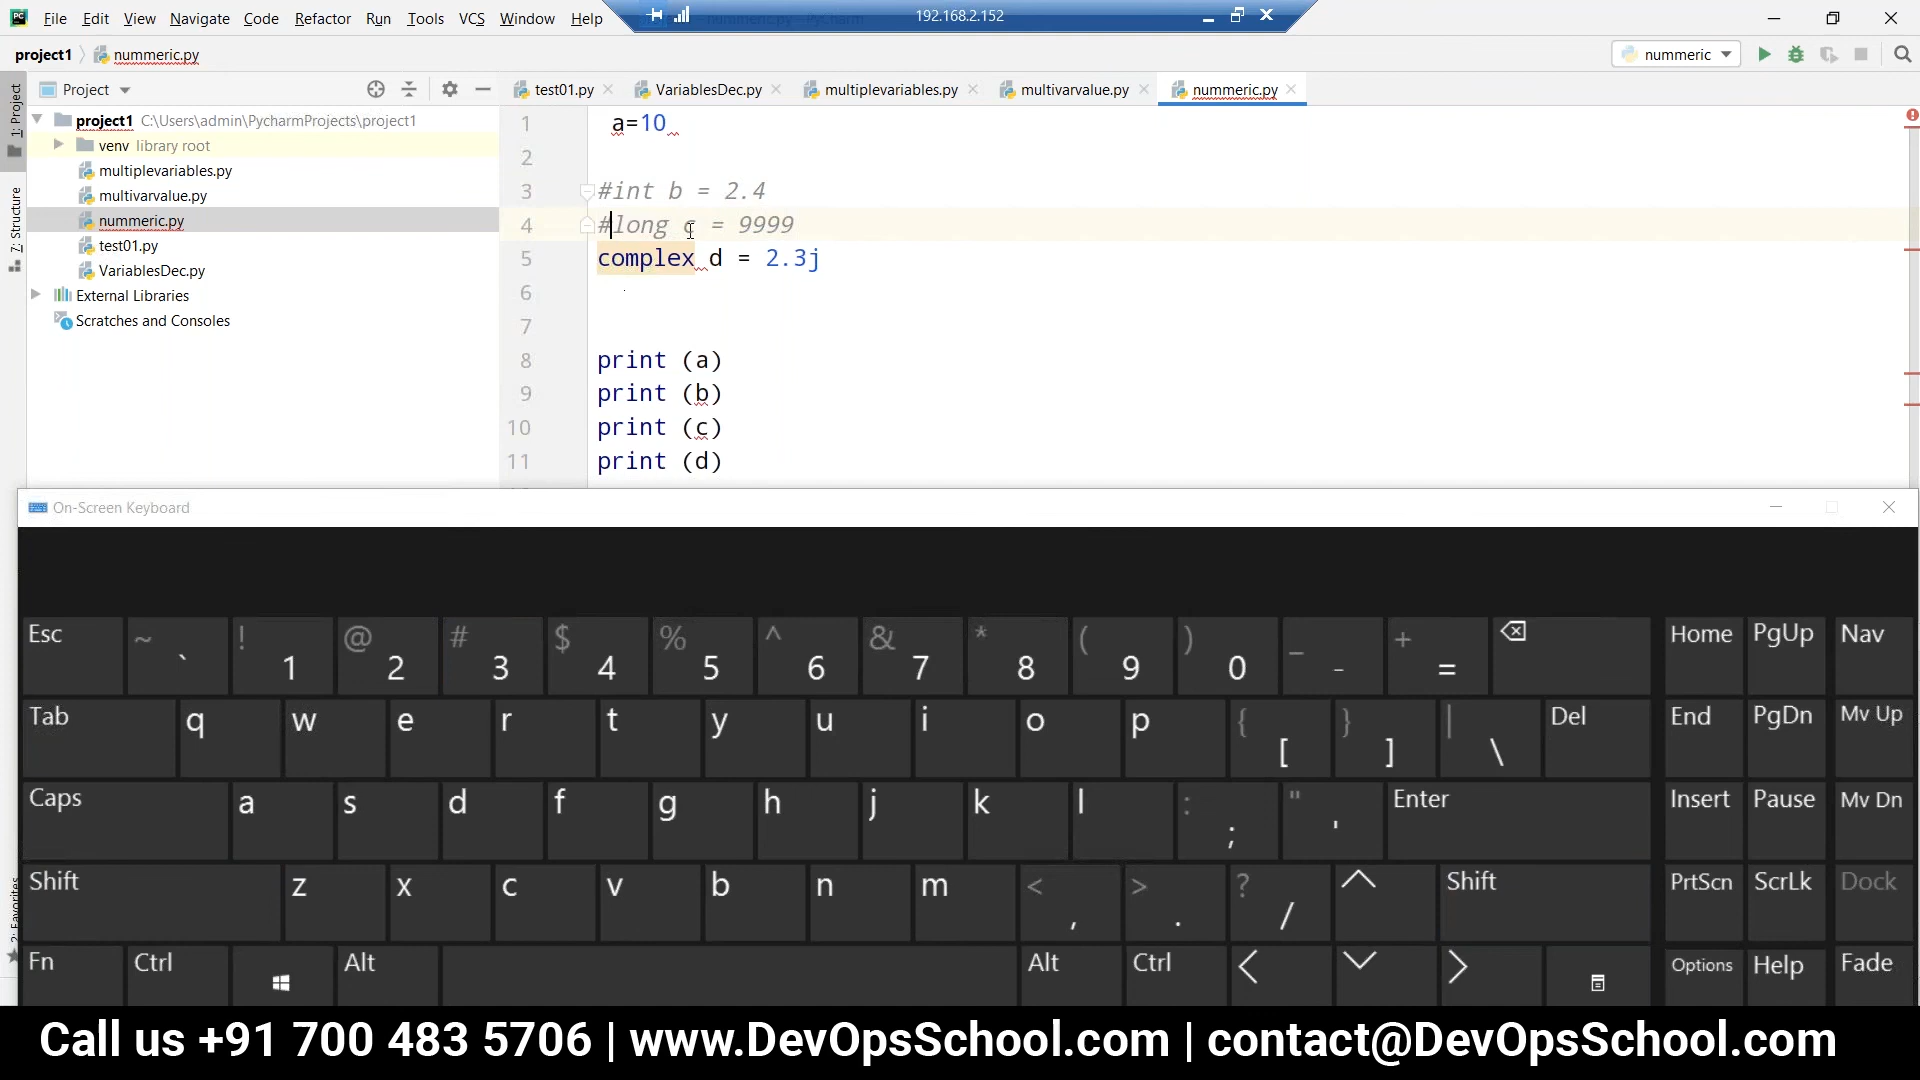 File Edit View Navigate Code Refactor Run Tools VCS Window Help
192.168.2.152
project1 nummeric.py
nummeric
Project
test01.py
VariablesDec.py
multiplevariables.py
multivarvalue.py
nummeric.py
1: Project
7: Structure
2: Favorites
project1 C:\Users\admin\PycharmProjects\project1
venv library root
multiplevariables.py
multivarvalue.py
nummeric.py
test01.py
VariablesDec.py
External Libraries
Scratches and Consoles
1 a=10
2
3 #int b = 2.4
4 #long c = 9999
5 complex d = 2.3j
6
7
8 print (a)
9 print (b)
10 print (c)
11 print (d)
On-Screen Keyboard
Esc ~ ` ! 1 @ 2 # 3 $ 4 % 5 ^ 6 & 7 * 8 ( 9 ) 0 _ - + = Home PgUp Nav
Tab q w e r t y u i o p { [ } ] | \ Del End PgDn Mv Up
Caps a s d f g h j k l : ; " ' Enter Insert Pause Mv Dn
Shift z x c v b n m < , > . ? / Shift PrtScn ScrLk Dock
Fn Ctrl Alt Alt Ctrl Options Help Fade
Call us +91 700 483 5706 | www.DevOpsSchool.com | contact@DevOpsSchool.com